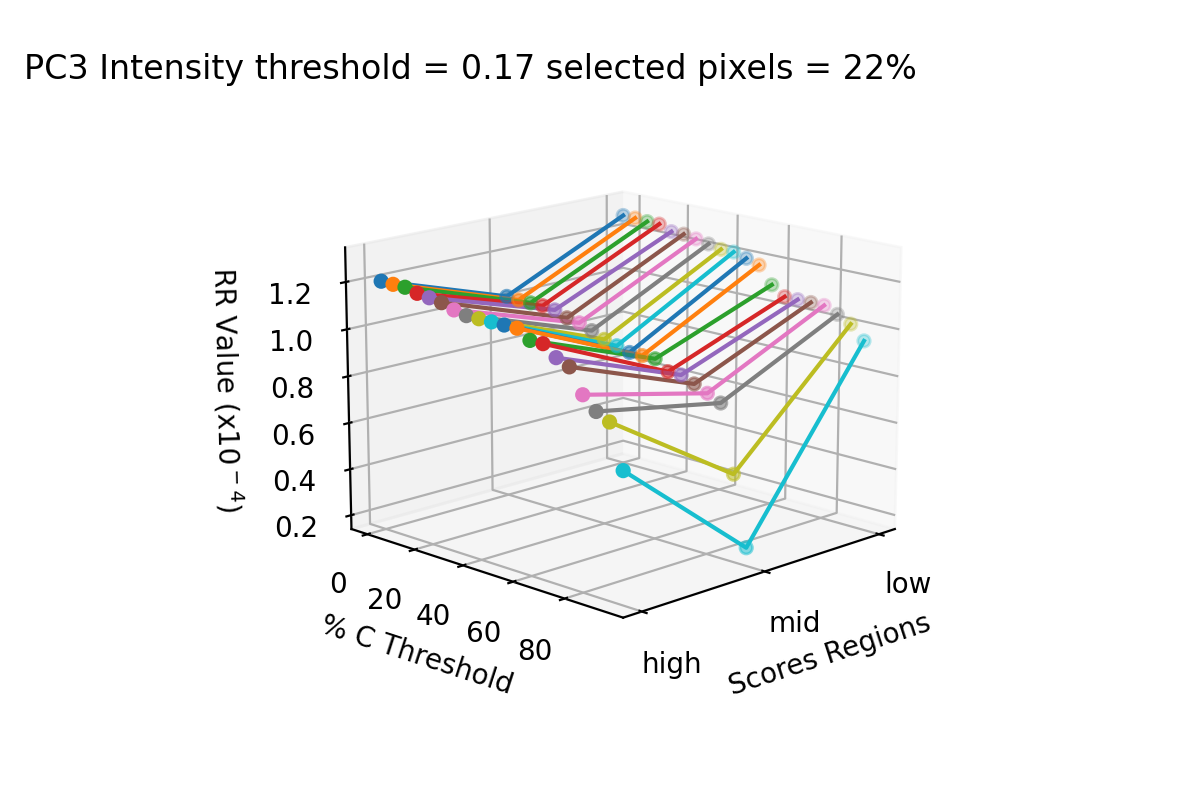 PC3 Intensity threshold = 0.17 selected pixels = 22%
RR Value (x10⁻⁴)
1.2
1.0
0.8
0.6
0.4
0.2
0
20
40
60
80
% C Threshold
high
mid
low
Scores Regions